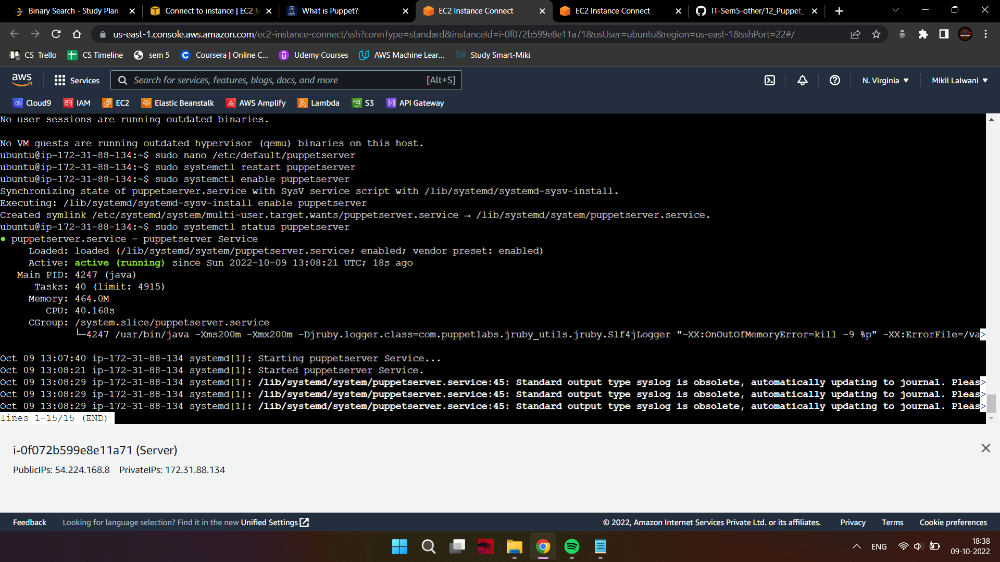 Binary Search - Study Plan -
Connect to instance | EC2 M
What is Puppet?
EC2 Instance Connect
EC2 Instance Connect
IT-Sem5-other/12_Puppet_
us-east-1.console.aws.amazon.com/ec2-instance-connect/ssh?connType=standard&instanceId=i-0f072b599e8e11a71&osUser=ubuntu&region=us-east-1&sshPort=22#/
CS Trello
CS Timeline
sem 5
Coursera | Online C...
Udemy Courses
AWS Machine Lear...
Study Smart-Miki
aws
Services
Search for services, features, blogs, docs, and more
[Alt+S]
N. Virginia ▼
Mikil Lalwani ▼
Cloud9
IAM
EC2
Elastic Beanstalk
AWS Amplify
Lambda
S3
API Gateway
No user sessions are running outdated binaries.
No VM guests are running outdated hypervisor (qemu) binaries on this host.
ubuntu@ip-172-31-88-134:~$ sudo nano /etc/default/puppetserver
ubuntu@ip-172-31-88-134:~$ sudo systemctl restart puppetserver
ubuntu@ip-172-31-88-134:~$ sudo systemctl enable puppetserver
Synchronizing state of puppetserver.service with SysV service script with /lib/systemd/systemd-sysv-install.
Executing: /lib/systemd/systemd-sysv-install enable puppetserver
Created symlink /etc/systemd/system/multi-user.target.wants/puppetserver.service → /lib/systemd/system/puppetserver.service.
ubuntu@ip-172-31-88-134:~$ sudo systemctl status puppetserver
● puppetserver.service - puppetserver Service
Loaded: loaded (/lib/systemd/system/puppetserver.service; enabled; vendor preset: enabled)
Active: active (running) since Sun 2022-10-09 13:08:21 UTC; 18s ago
Main PID: 4247 (java)
Tasks: 40 (limit: 4915)
Memory: 464.0M
CPU: 40.168s
CGroup: /system.slice/puppetserver.service
└─4247 /usr/bin/java -Xms200m -Xmx200m -Djruby.logger.class=com.puppetlabs.jruby_utils.jruby.Slf4jLogger "-XX:OnOutOfMemoryError=kill -9 %p" -XX:ErrorFile=/va>
Oct 09 13:07:40 ip-172-31-88-134 systemd[1]: Starting puppetserver Service...
Oct 09 13:08:21 ip-172-31-88-134 systemd[1]: Started puppetserver Service.
Oct 09 13:08:29 ip-172-31-88-134 systemd[1]: /lib/systemd/system/puppetserver.service:45: Standard output type syslog is obsolete, automatically updating to journal. Pleas>
Oct 09 13:08:29 ip-172-31-88-134 systemd[1]: /lib/systemd/system/puppetserver.service:45: Standard output type syslog is obsolete, automatically updating to journal. Pleas>
Oct 09 13:08:29 ip-172-31-88-134 systemd[1]: /lib/systemd/system/puppetserver.service:45: Standard output type syslog is obsolete, automatically updating to journal. Pleas>
lines 1-15/15 (END)
i-0f072b599e8e11a71 (Server)
PublicIPs: 54.224.168.8 PrivateIPs: 172.31.88.134
Feedback
Looking for language selection? Find it in the new Unified Settings
© 2022, Amazon Internet Services Private Ltd. or its affiliates.
Privacy
Terms
Cookie preferences
ENG
18:38
09-10-2022